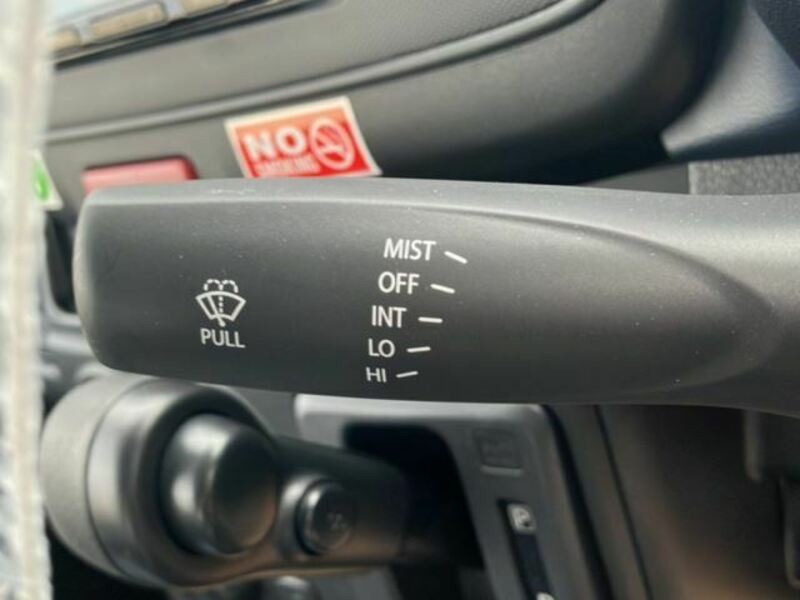 NO
SMOKING
MIST
OFF
INT
LO
HI
PULL
P